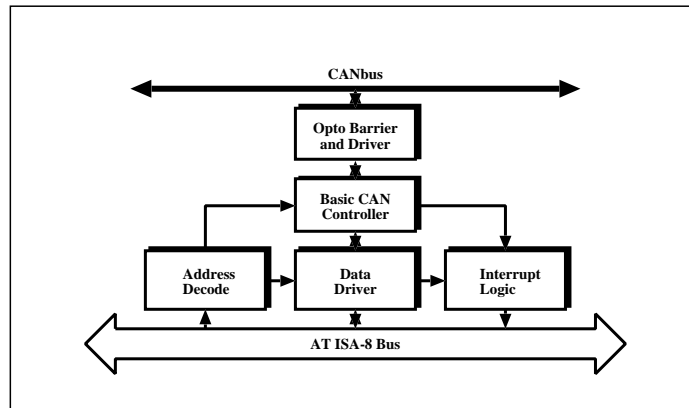 CANbus
Opto Barrier
and Driver
Basic CAN
Controller
Address
Decode
Data
Driver
Interrupt
Logic
AT ISA-8 Bus